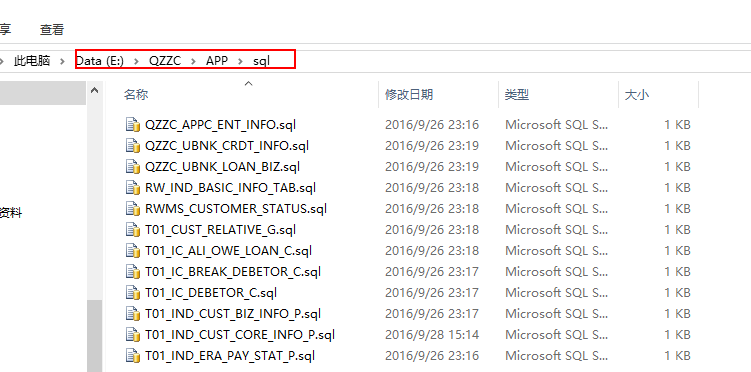 享 查看
此电脑 Data (E:) QZZC APP sql
名称 修改日期 类型 大小
QZZC_APPC_ENT_INFO.sql 2016/9/26 23:16 Microsoft SQL S... 1 KB
QZZC_UBNK_CRDT_INFO.sql 2016/9/26 23:19 Microsoft SQL S... 1 KB
QZZC_UBNK_LOAN_BIZ.sql 2016/9/26 23:19 Microsoft SQL S... 1 KB
RW_IND_BASIC_INFO_TAB.sql 2016/9/26 23:18 Microsoft SQL S... 1 KB
RWMS_CUSTOMER_STATUS.sql 2016/9/26 23:18 Microsoft SQL S... 1 KB
资料
T01_CUST_RELATIVE_G.sql 2016/9/26 23:18 Microsoft SQL S... 1 KB
T01_IC_ALI_OWE_LOAN_C.sql 2016/9/26 23:18 Microsoft SQL S... 1 KB
T01_IC_BREAK_DEBETOR_C.sql 2016/9/26 23:17 Microsoft SQL S... 1 KB
T01_IC_DEBETOR_C.sql 2016/9/26 23:17 Microsoft SQL S... 1 KB
T01_IND_CUST_BIZ_INFO_P.sql 2016/9/26 23:17 Microsoft SQL S... 1 KB
T01_IND_CUST_CORE_INFO_P.sql 2016/9/28 15:14 Microsoft SQL S... 1 KB
T01_IND_ERA_PAY_STAT_P.sql 2016/9/26 23:16 Microsoft SQL S... 1 KB